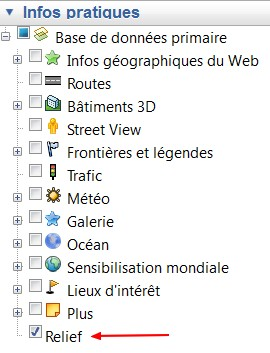 Infos pratiques
Base de données primaire
Infos géographiques du Web
Routes
Bâtiments 3D
Street View
Frontières et légendes
Trafic
Météo
Galerie
Océan
Sensibilisation mondiale
Lieux d'intérêt
Plus
Relief